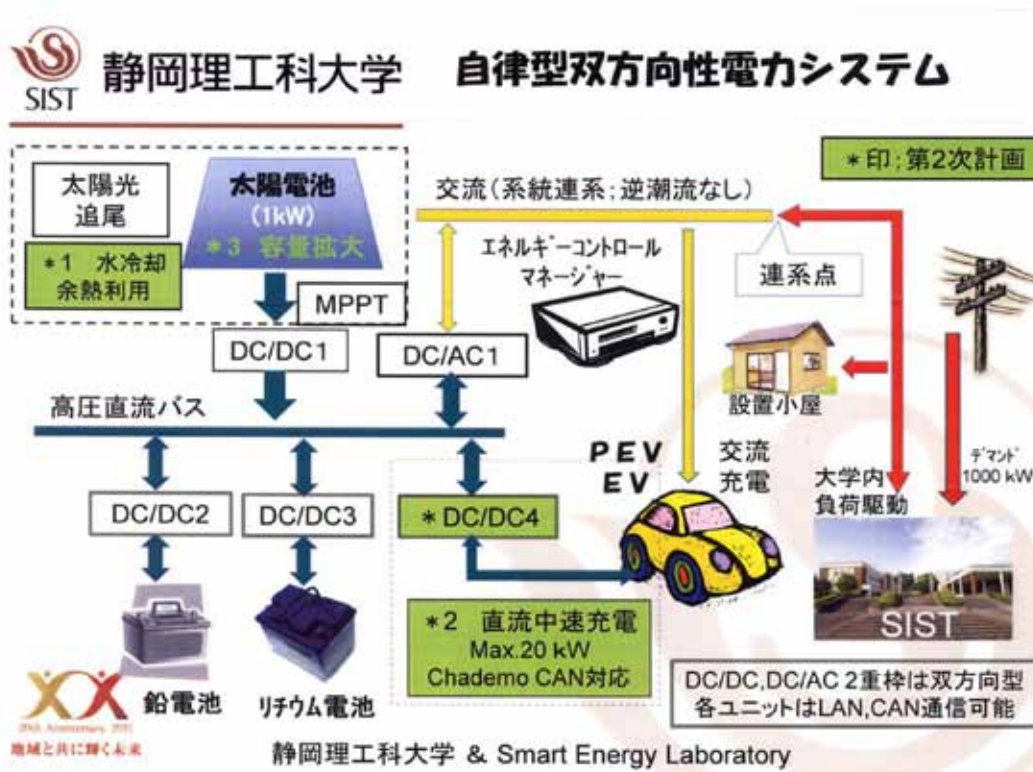 SIST
静岡理工科大学
自律型双方向性電力システム
*印;第2次計画
太陽光
追尾
太陽電池
(1kW)
*3 容量拡大
*1 水冷却
余熱利用
MPPT
交流(系統連系;逆潮流なし)
エネルギーコントロール
マネージャー
連系点
DC/DC1
DC/AC1
設置小屋
高圧直流バス
PEV
EV
交流
充電
デマンド
1000 kW
大学内
負荷駆動
DC/DC2
DC/DC3
*DC/DC4
SIST
*2 直流中速充電
Max.20 kW
Chademo CAN対応
鉛電池
リチウム電池
DC/DC,DC/AC 2重枠は双方向型
各ユニットはLAN,CAN通信可能
20th Anniversary, 2011
地域と共に輝く未来
静岡理工科大学 & Smart Energy Laboratory